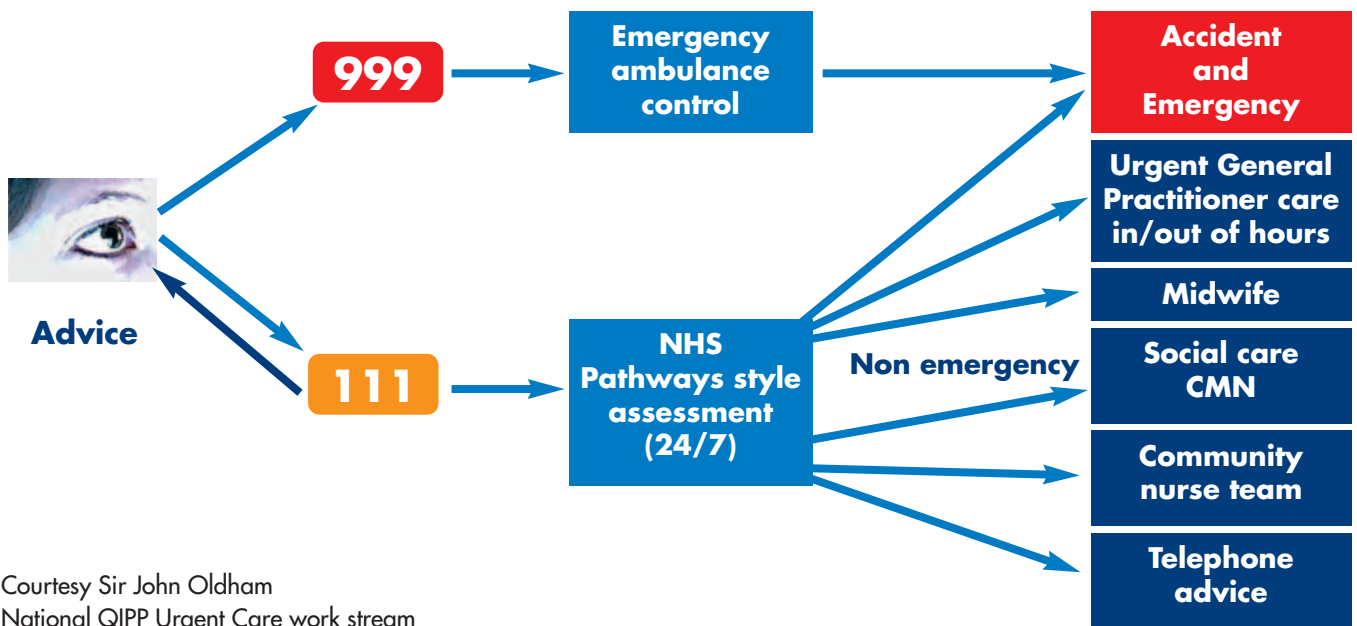 999
Emergency
ambulance
control
Accident
and
Emergency
Urgent General
Practitioner care
in/out of hours
Advice
111
NHS
Pathways style
assessment
(24/7)
Non emergency
Midwife
Social care
CMN
Community
nurse team
Telephone
advice
Courtesy Sir John Oldham
National QIPP Urgent Care work stream